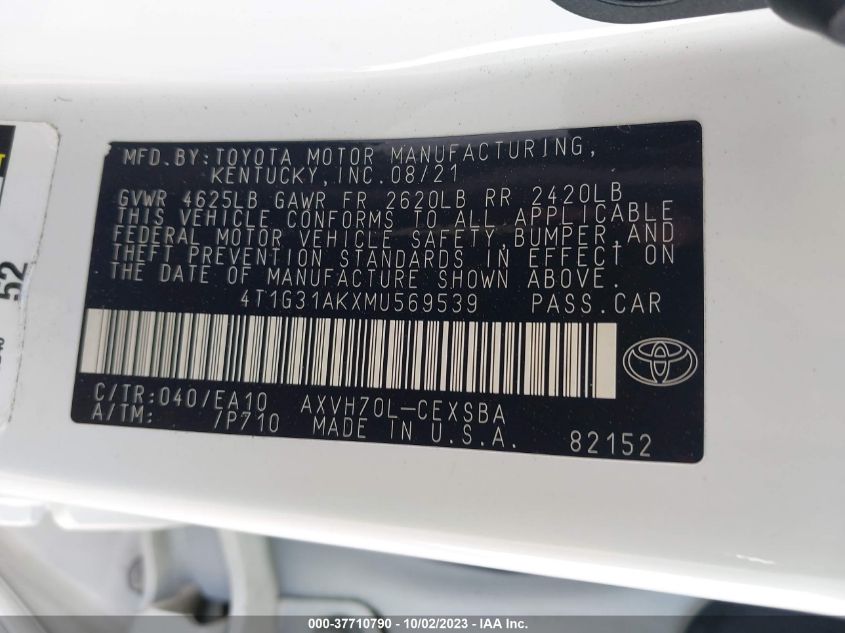 MFD.BY:TOYOTA MOTOR MANUFACTURING,
KENTUCKY,INC.08/21
GVWR 4625LB GAWR FR 2620LB RR 2420LB
THIS VEHICLE CONFORMS TO ALL APPLICABLE
FEDERAL MOTOR VEHICLE SAFETY,BUMPER,AND
THEFT PREVENTION STANDARDS IN EFFECT ON
THE DATE OF MANUFACTURE SHOWN ABOVE.
4T1G31AKXMU569539 PASS.CAR
C/TR:040/EA10 AXVH70L-CEXSBA
A/TM: /P710 MADE IN U.S.A. 82152
52
000-37710790 - 10/02/2023 - IAA Inc.